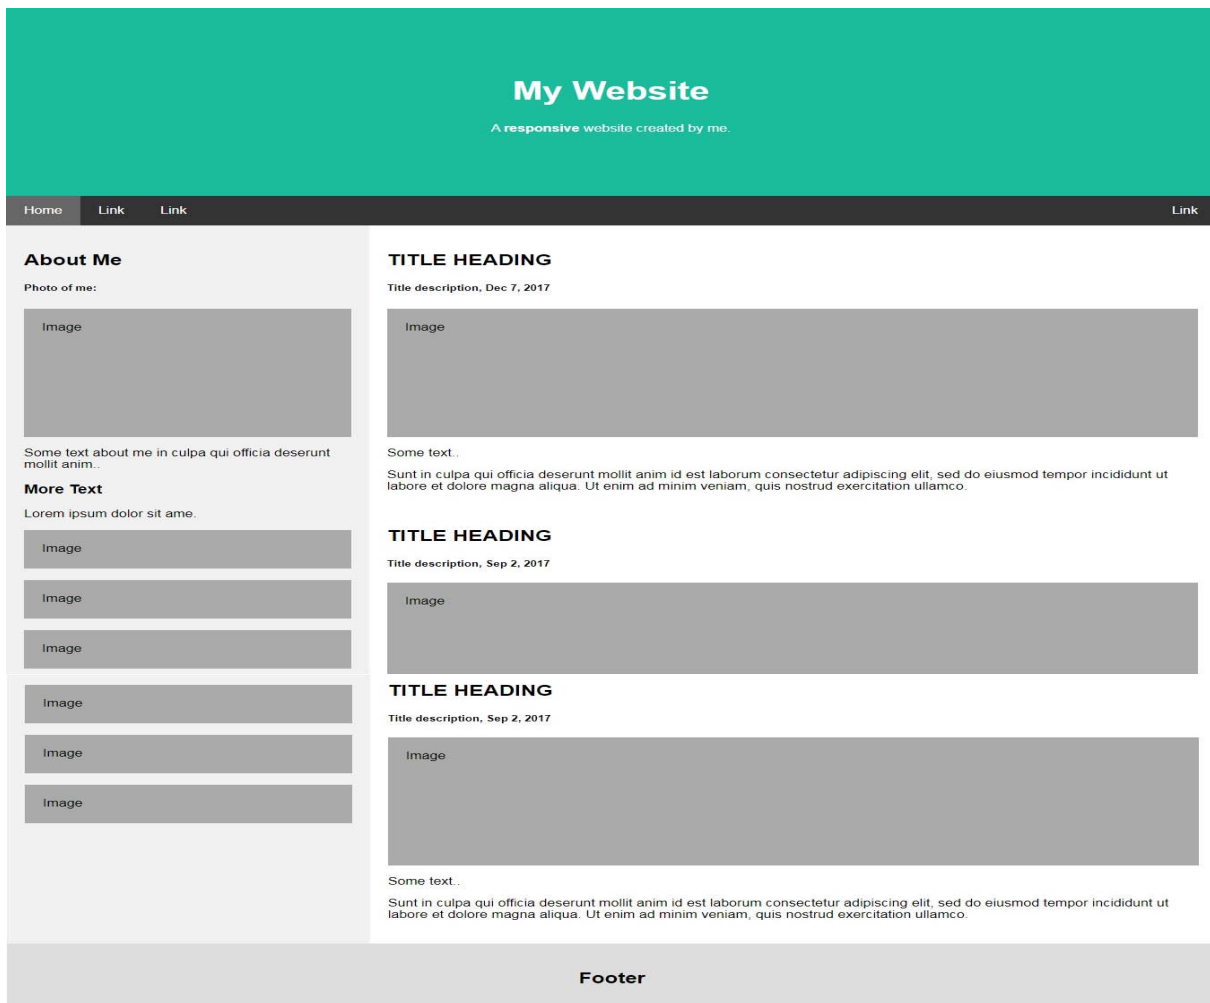 My Website
A responsive website created by me.
Home Link Link Link
About Me
Photo of me:
Image
Some text about me in culpa qui officia deserunt
mollit anim..
More Text
Lorem ipsum dolor sit ame.
Image
Image
Image
Image
Image
Image
TITLE HEADING
Title description, Dec 7, 2017
Image
Some text..
Sunt in culpa qui officia deserunt mollit anim id est laborum consectetur adipiscing elit, sed do eiusmod tempor incididunt ut
labore et dolore magna aliqua. Ut enim ad minim veniam, quis nostrud exercitation ullamco.
TITLE HEADING
Title description, Sep 2, 2017
Image
TITLE HEADING
Title description, Sep 2, 2017
Image
Some text..
Sunt in culpa qui officia deserunt mollit anim id est laborum consectetur adipiscing elit, sed do eiusmod tempor incididunt ut
labore et dolore magna aliqua. Ut enim ad minim veniam, quis nostrud exercitation ullamco.
Footer